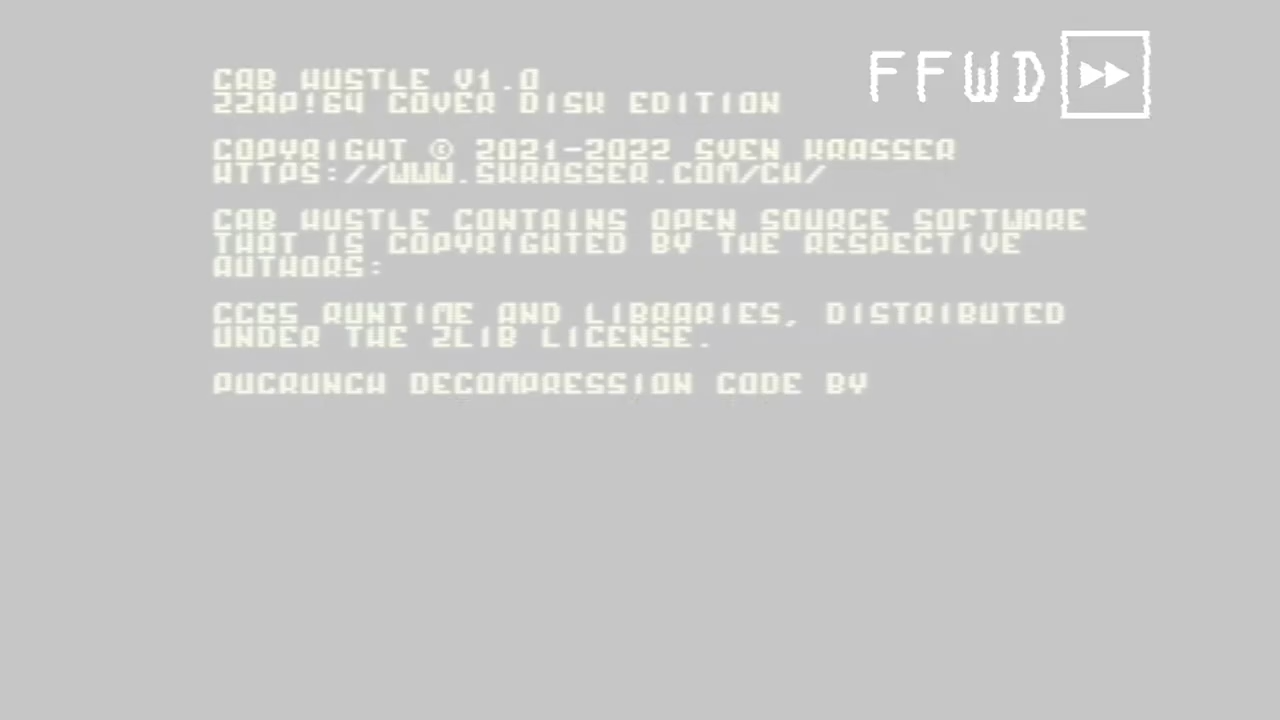 FFWD
CAB HUSTLE V1.0
ZZAP!64 COVER DISK EDITION
COPYRIGHT © 2021-2022 SVEN KRASSER
HTTPS://WWW.SKRASSER.COM/CH/
CAB HUSTLE CONTAINS OPEN SOURCE SOFTWARE
THAT IS COPYRIGHTED BY THE RESPECTIVE
AUTHORS:
CC65 RUNTIME AND LIBRARIES, DISTRIBUTED
UNDER THE ZLIB LICENSE.
PUCRUNCH DECOMPRESSION CODE BY